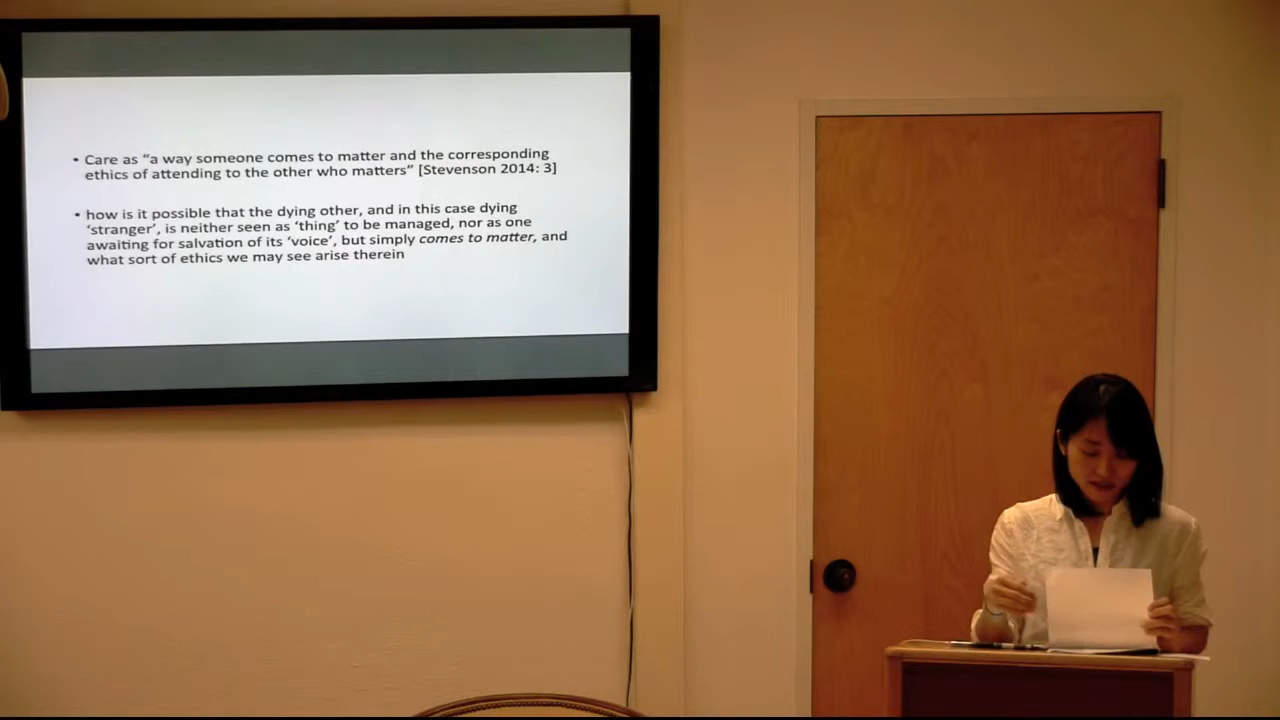 • Care as “a way someone comes to matter and the corresponding
ethics of attending to the other who matters” [Stevenson 2014: 3]
• how is it possible that the dying other, and in this case dying
‘stranger’, is neither seen as ‘thing’ to be managed, nor as one
awaiting for salvation of its ‘voice’, but simply comes to matter, and
what sort of ethics we may see arise therein